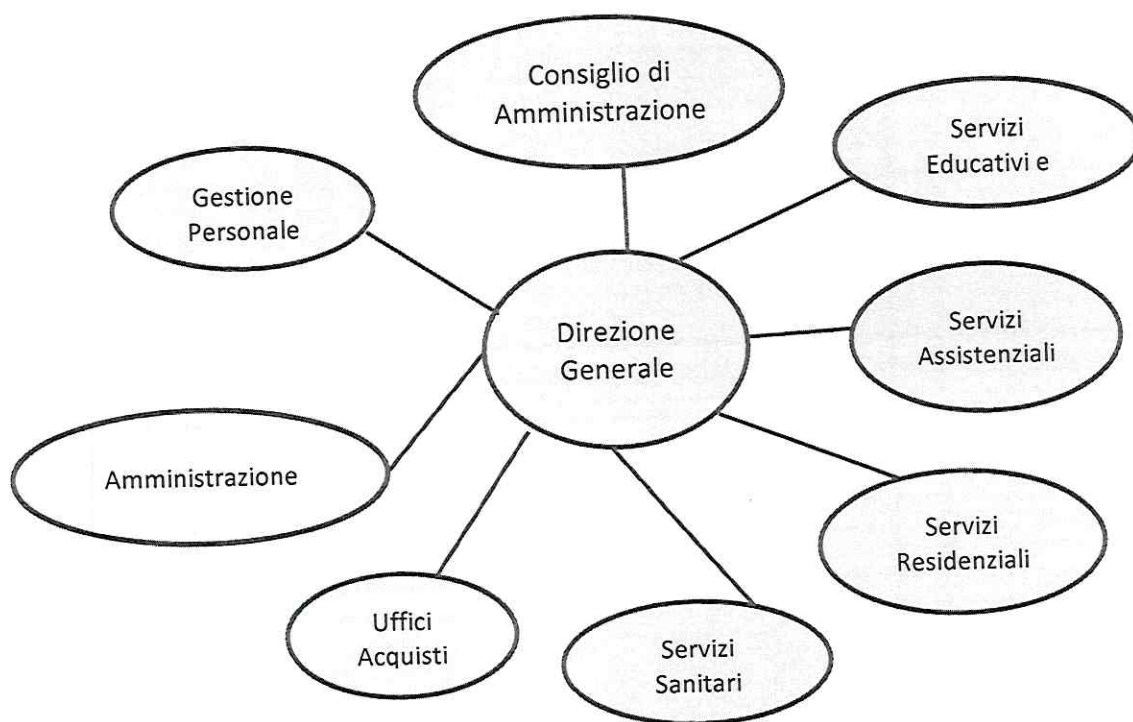 Consiglio di
Amministrazione
Servizi
Educativi e
Gestione
Personale
Direzione
Generale
Servizi
Assistenziali
Amministrazione
Servizi
Residenziali
Uffici
Acquisti
Servizi
Sanitari